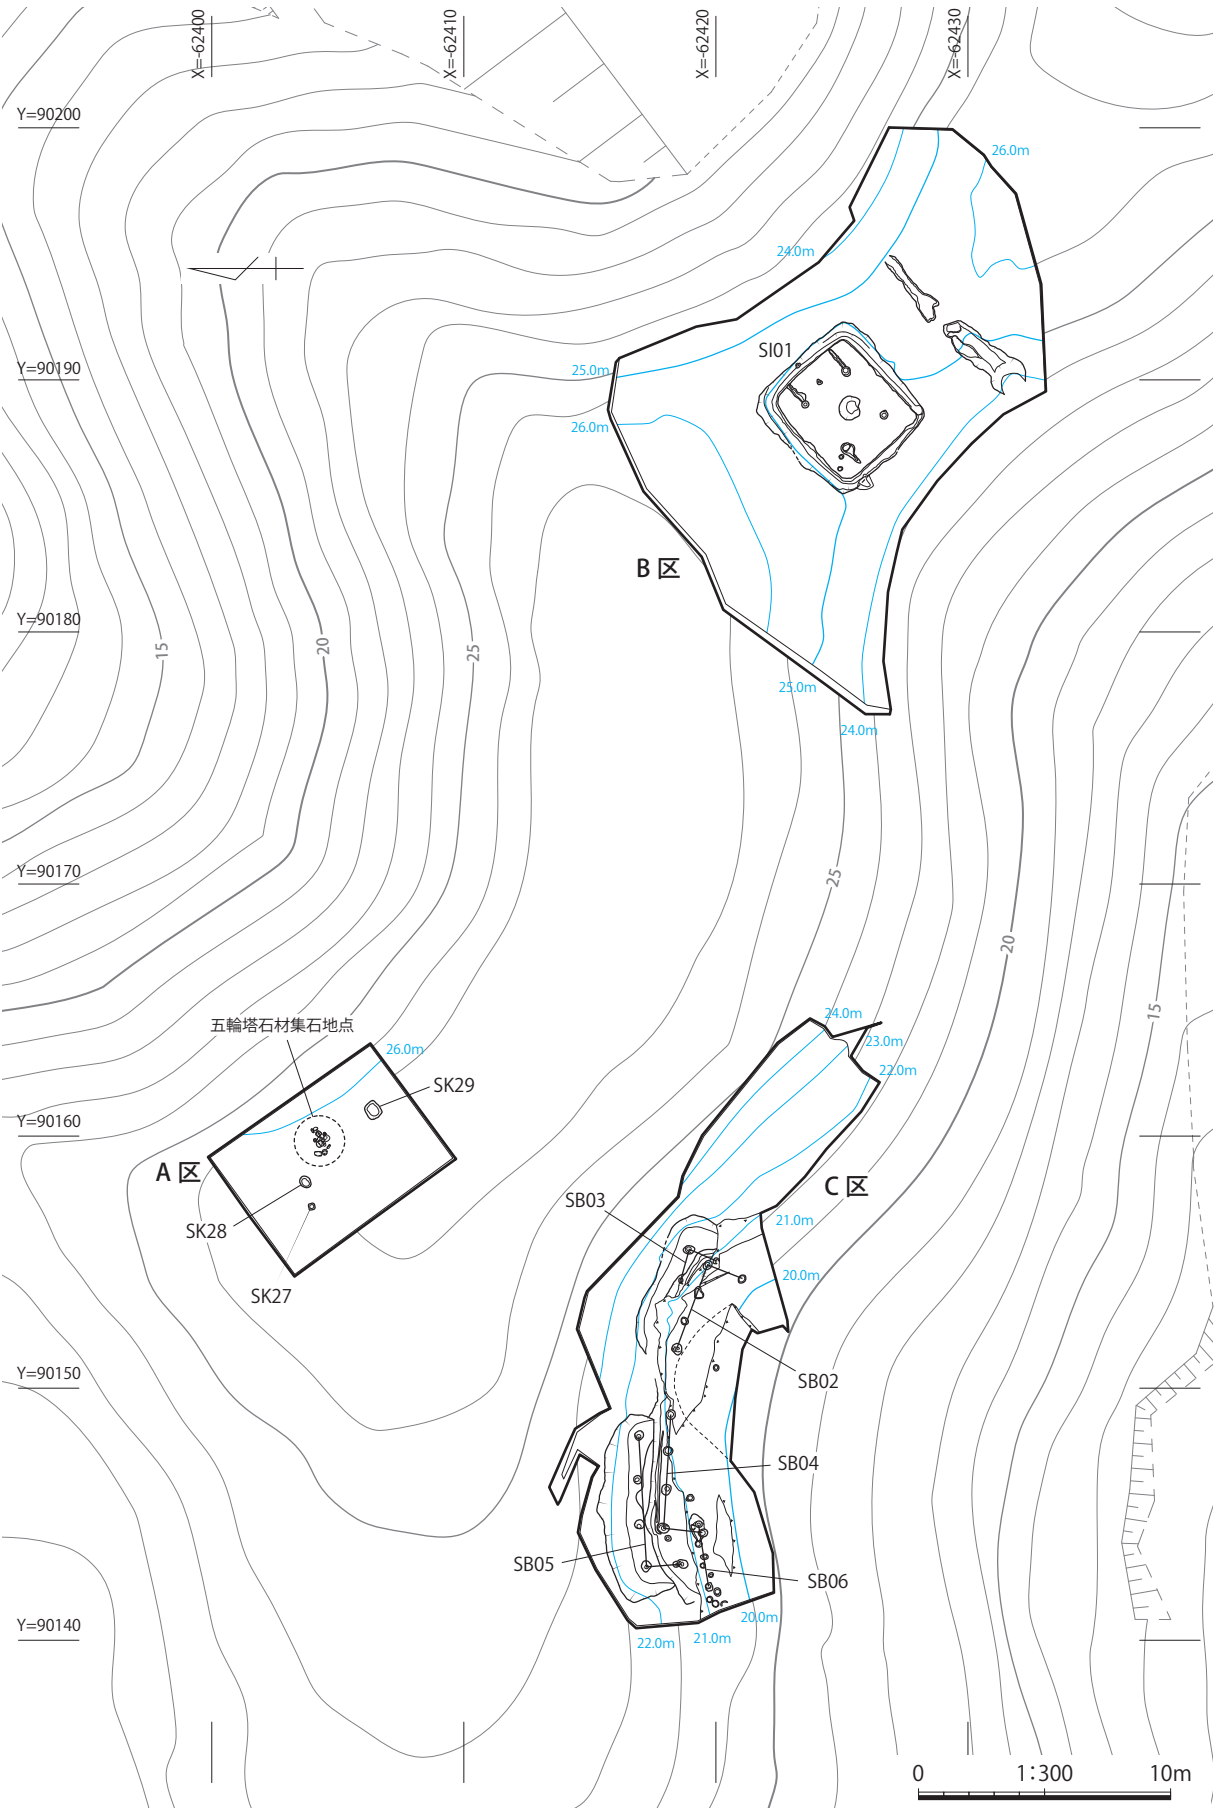 X=-62400
X=-62410
X=-62420
X=-62430
Y=90200
26.0m
24.0m
SI01
Y=90190
25.0m
26.0m
B 区
Y=90180
15
20
25
25.0m
24.0m
Y=90170
25
20
15
五輪塔石材集石地点
24.0m
26.0m
23.0m
22.0m
SK29
Y=90160
A 区
C 区
SB03
SK28
21.0m
20.0m
SK27
Y=90150
SB02
SB04
SB05
SB06
Y=90140
20.0m
22.0m
21.0m
0 1:300 10m